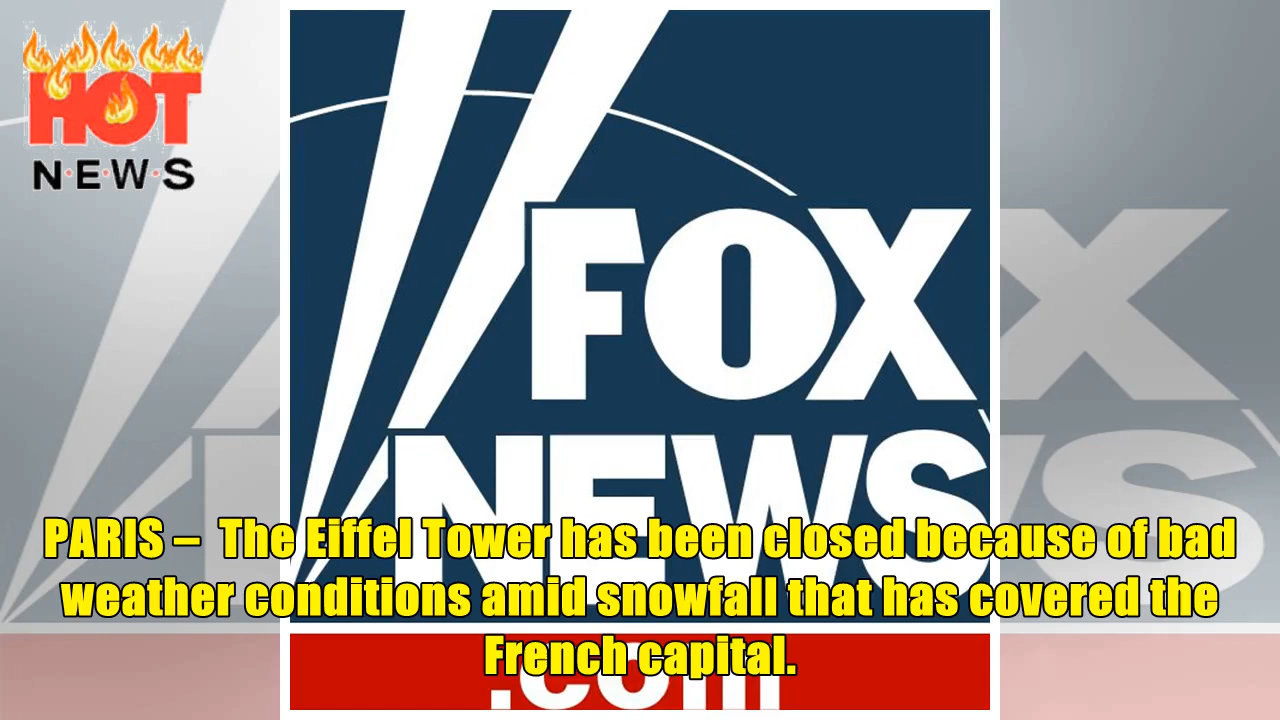 HOT
N·E·W·S
FOX
NEWS
PARIS – The Eiffel Tower has been closed because of bad
weather conditions amid snowfall that has covered the
French capital.
.com